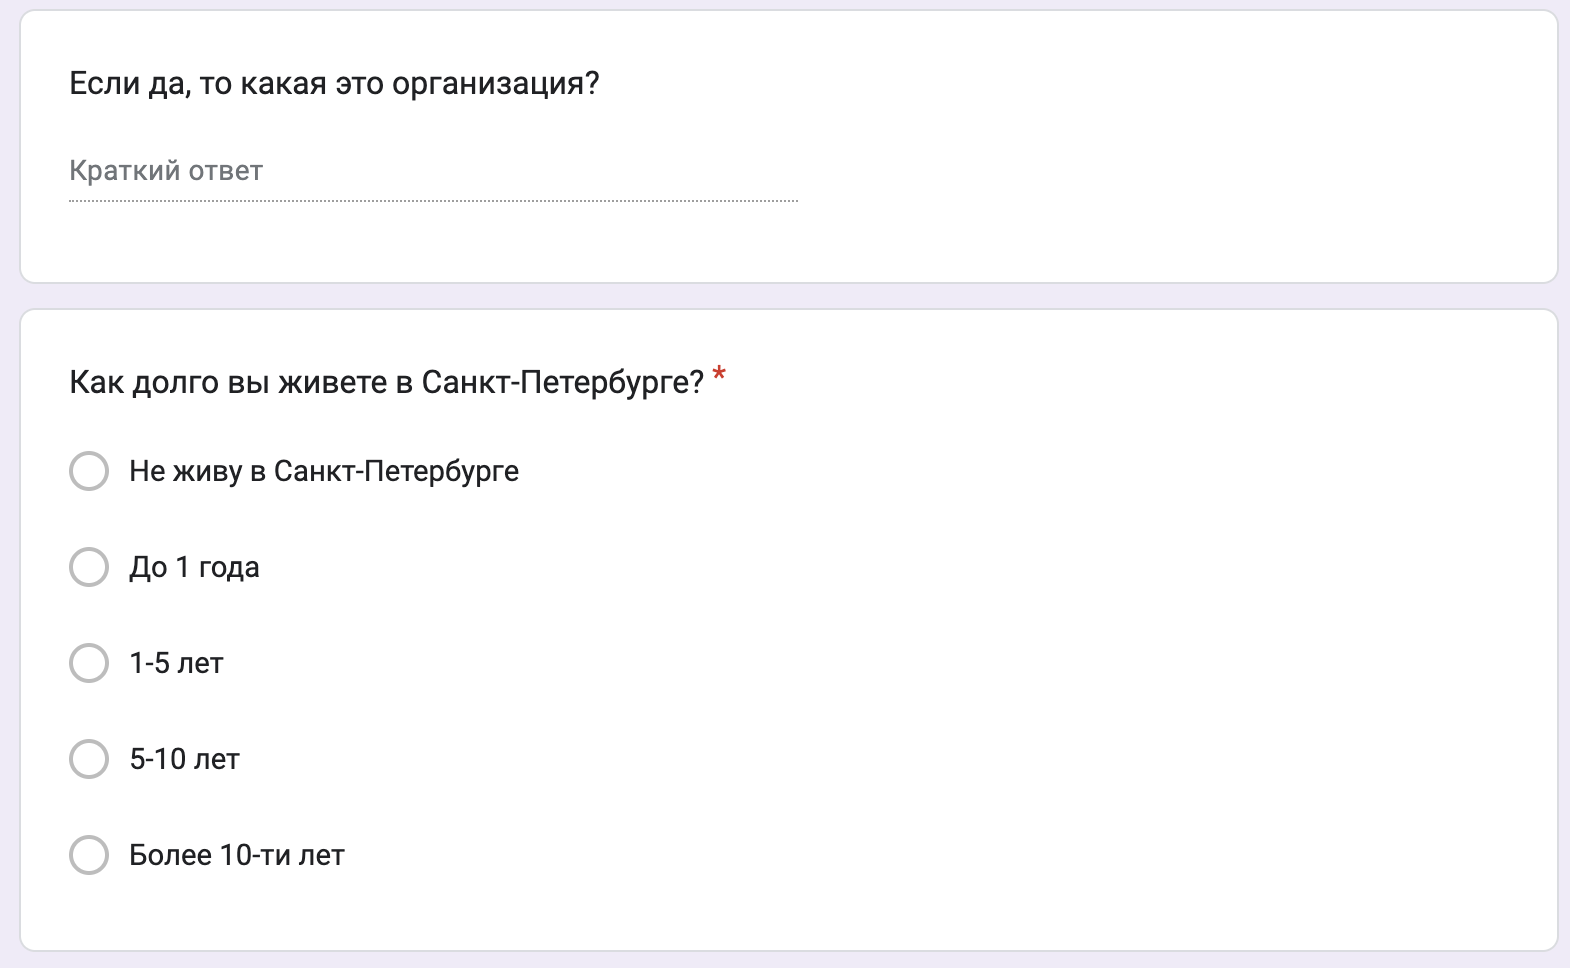 Если да, то какая это организация?
Краткий ответ
Как долго вы живете в Санкт-Петербурге? *
Не живу в Санкт-Петербурге
До 1 года
1-5 лет
5-10 лет
Более 10-ти лет